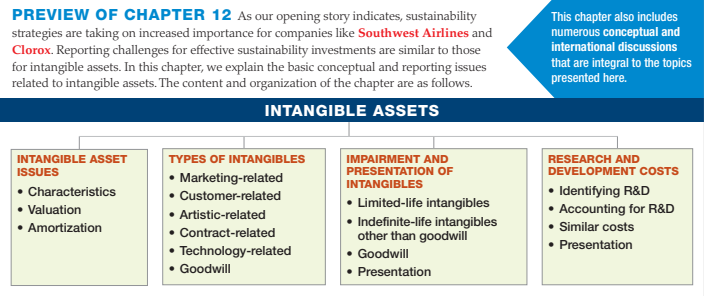 PREVIEW OF CHAPTER 12 As our opening story indicates, sustainability
strategies are taking on increased importance for companies like Southwest Airlines and
Clorox. Reporting challenges for effective sustainability investments are similar to those
for intangible assets. In this chapter, we explain the basic conceptual and reporting issues
related to intangible assets. The content and organization of the chapter are as follows.
This chapter also includes
numerous conceptual and
international discussions
that are integral to the topics
presented here.
INTANGIBLE ASSETS
INTANGIBLE ASSET
ISSUES
• Characteristics
• Valuation
• Amortization
TYPES OF INTANGIBLES
• Marketing-related
• Customer-related
• Artistic-related
• Contract-related
• Technology-related
• Goodwill
IMPAIRMENT AND
PRESENTATION OF
INTANGIBLES
• Limited-life intangibles
• Indefinite-life intangibles
other than goodwill
• Goodwill
• Presentation
RESEARCH AND
DEVELOPMENT COSTS
• Identifying R&D
• Accounting for R&D
• Similar costs
• Presentation